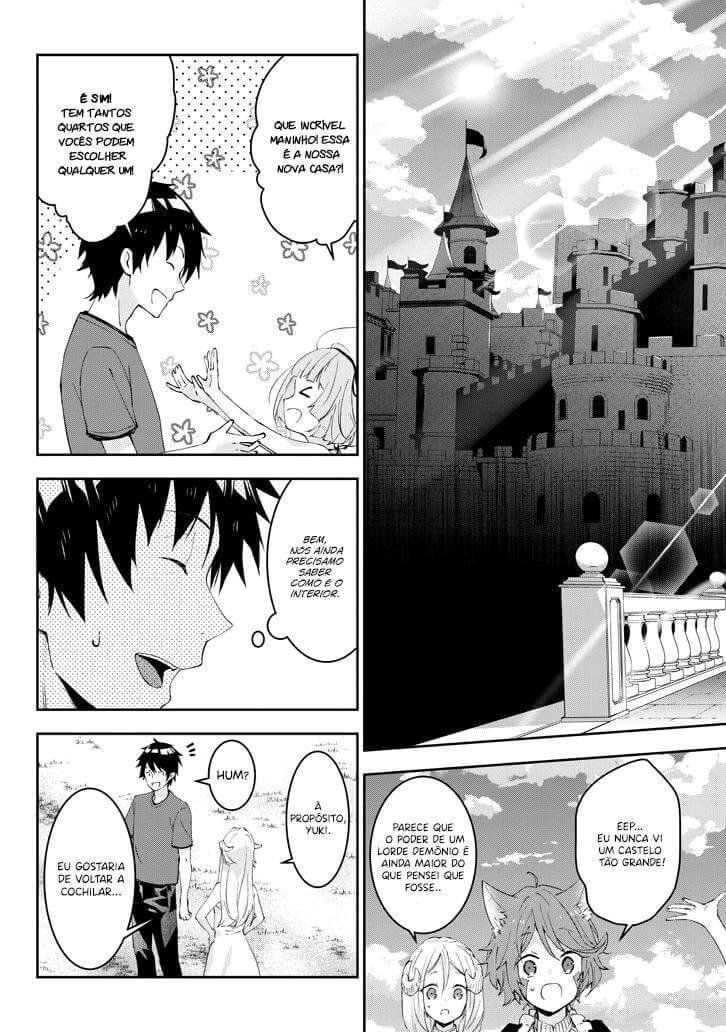 EEP...
EU NUNCA VI
UM CASTELO
TÃO GRANDE!
PARECE QUE
O PODER DE UM
LORDE DEMÔNIO É
AINDA MAIOR DO
QUE PENSEI QUE
FOSSE...
QUE INCRÍVEL
MANINHO! ESSA
É A NOSSA
NOVA CASA?!
É SIM!
TEM TANTOS
QUARTOS QUE
VOCÊS PODEM
ESCOLHER
QUALQUER UM!
BEM,
NÓS AINDA
PRECISAMO
SABER
COMO É O
INTERIOR.
À
PROPÓSITO,
YUKI.
HUM?
EU GOSTARIA
DE VOLTAR A
COCHILAR...